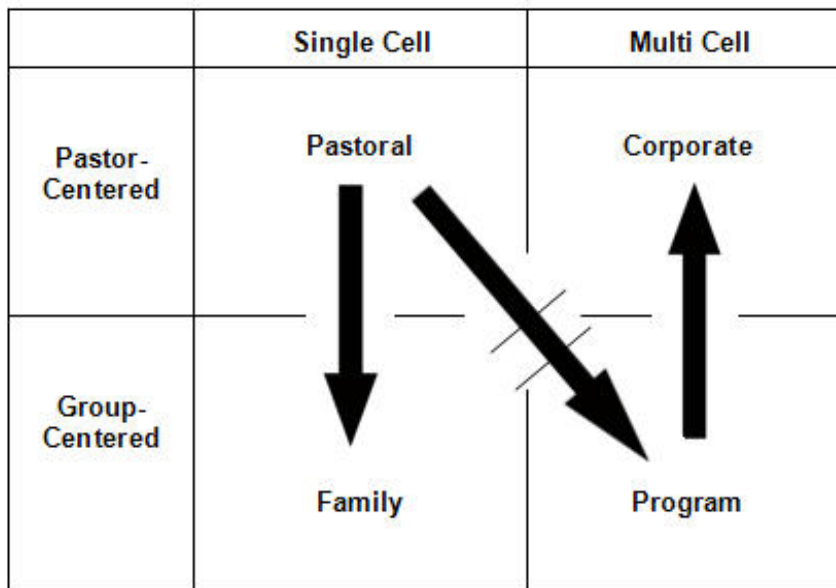 Single Cell Multi Cell
Pastor-
Centered
Pastoral Corporate
Group-
Centered
Family Program